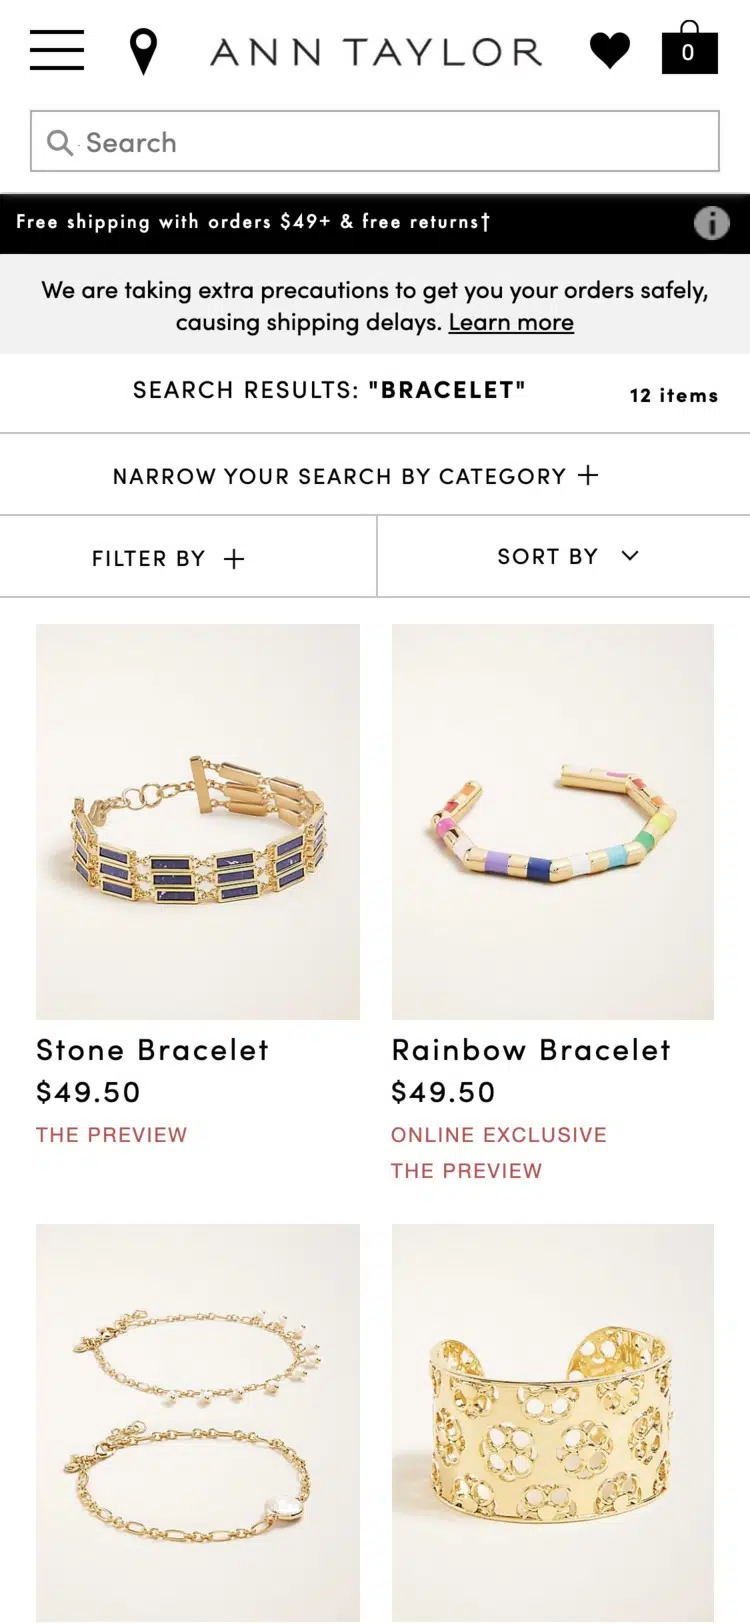 ANN TAYLOR
0
Search
Free shipping with orders $49+ & free returns†
We are taking extra precautions to get you your orders safely,
causing shipping delays. Learn more
SEARCH RESULTS: "BRACELET"
12 items
NARROW YOUR SEARCH BY CATEGORY +
FILTER BY +
SORT BY
Stone Bracelet
$49.50
THE PREVIEW
Rainbow Bracelet
$49.50
ONLINE EXCLUSIVE
THE PREVIEW